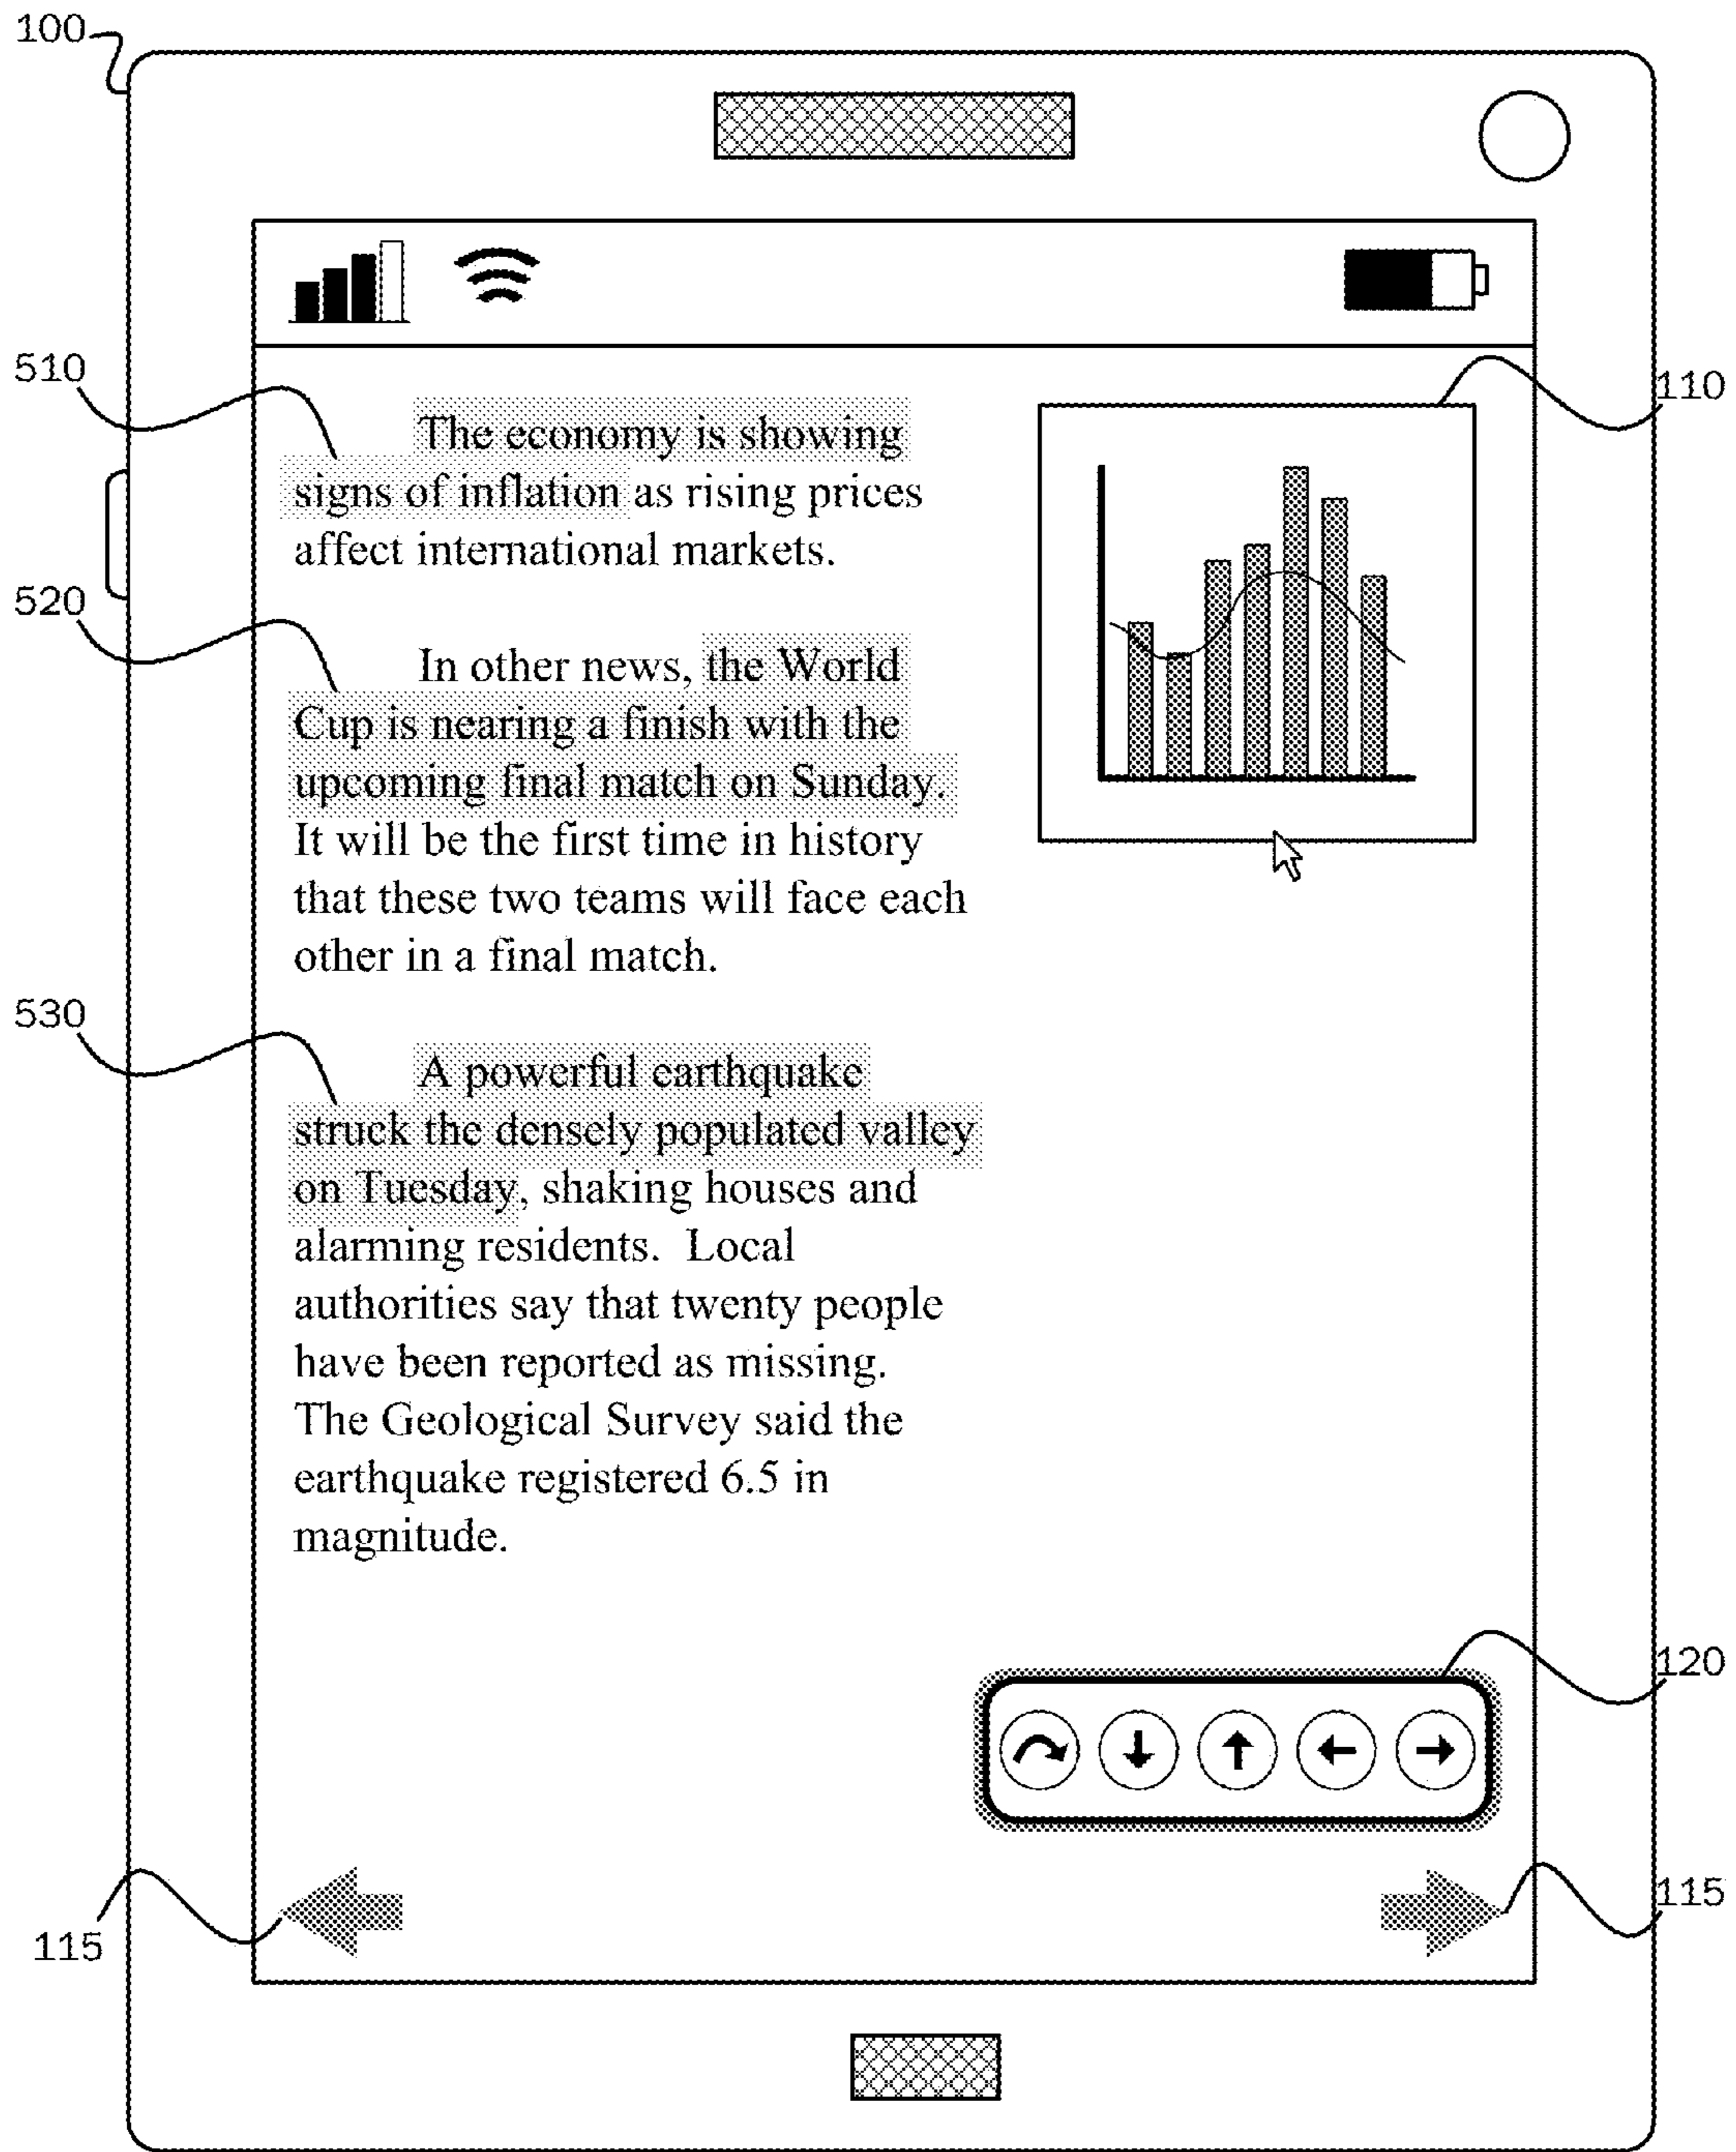 100
510
The economy is showing
signs of inflation as rising prices
affect international markets.
110
520
In other news, the World
Cup is nearing a finish with the
upcoming final match on Sunday.
It will be the first time in history
that these two teams will face each
other in a final match.
530
A powerful earthquake
struck the densely populated valley
on Tuesday, shaking houses and
alarming residents.  Local
authorities say that twenty people
have been reported as missing.
The Geological Survey said the
earthquake registered 6.5 in
magnitude.
120
115
115